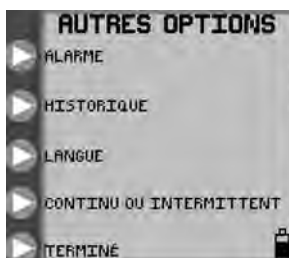 AUTRES OPTIONS
ALARME
HISTORIQUE
LANGUE
CONTINU OU INTERMITTENT
TERMINÉ